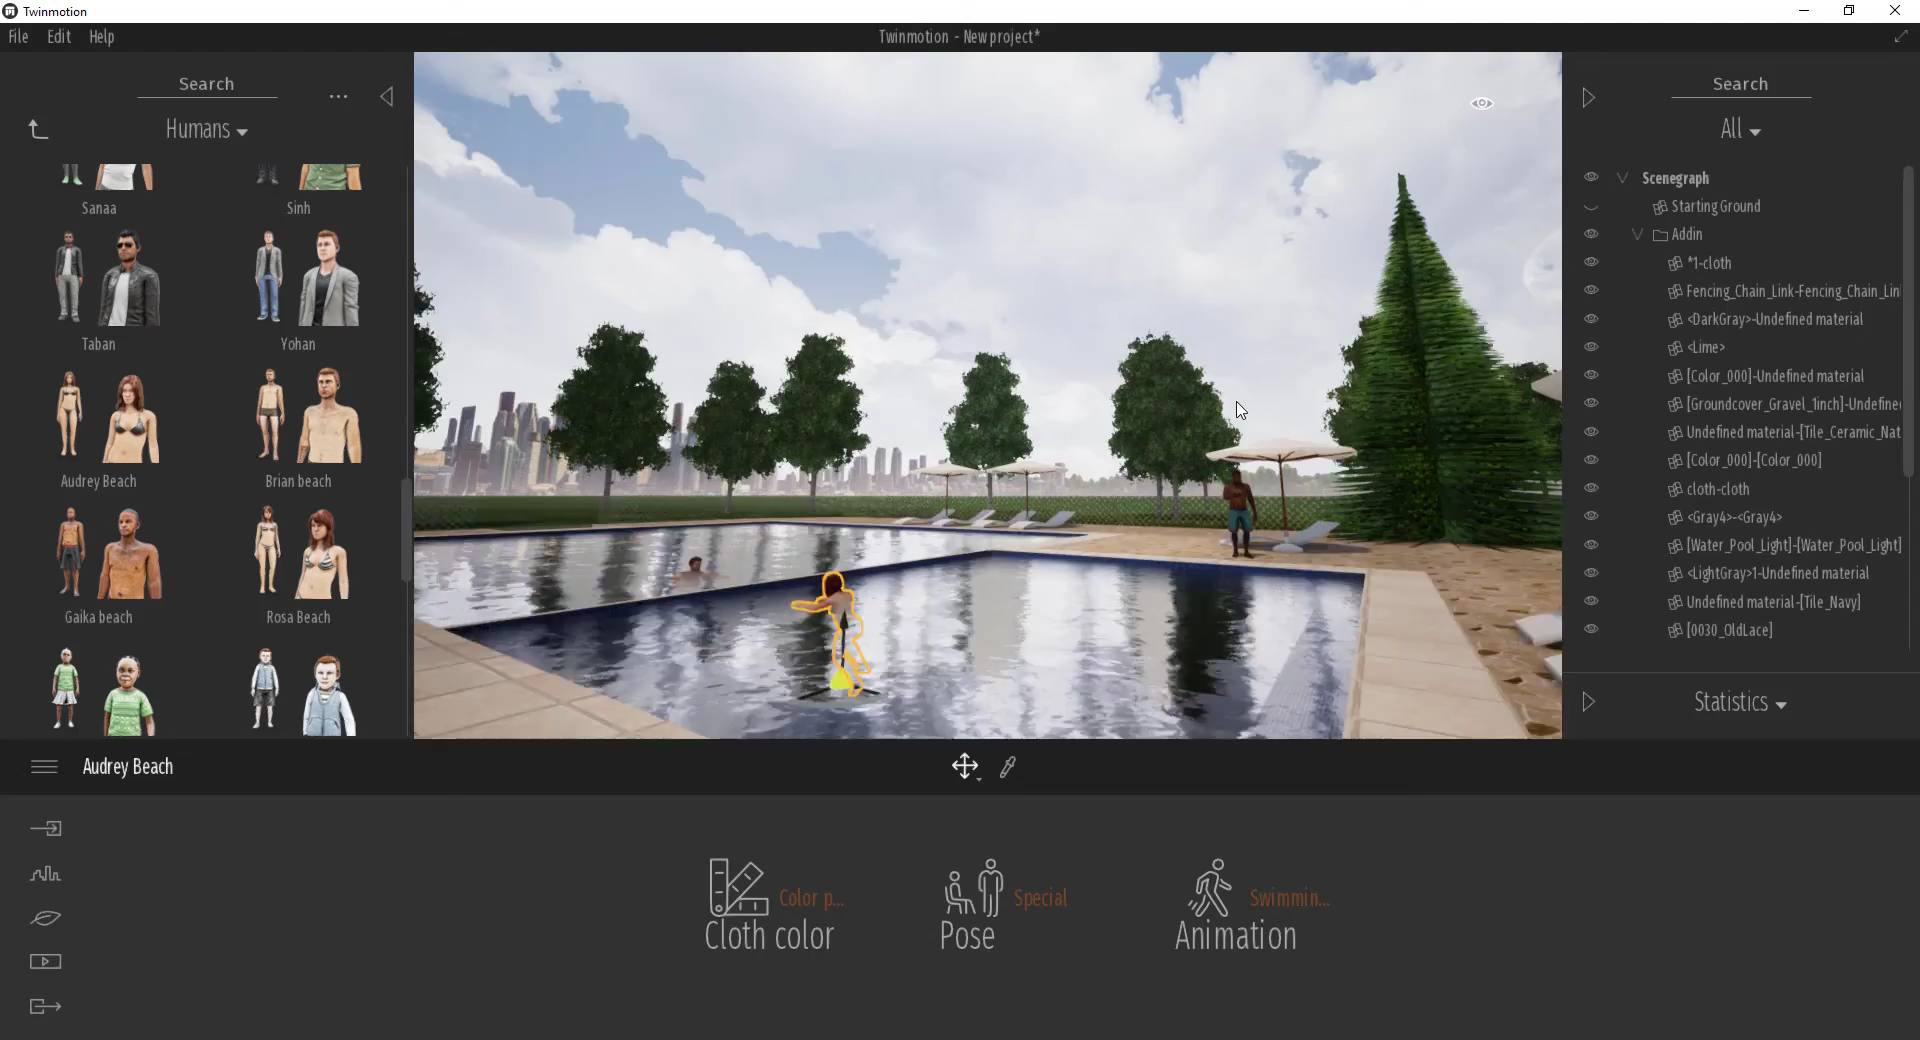 Twinmotion
File Edit Help
Twinmotion - New project*
Search
...
Humans
Sanaa
Sinh
Taban
Yohan
Audrey Beach
Brian beach
Gaika beach
Rosa Beach
Search
All
Scenegraph
Starting Ground
Addin
*1-cloth
Fencing_Chain_Link-Fencing_Chain_Lin
<DarkGray>-Undefined material
<Lime>
[Color_000]-Undefined material
[Groundcover_Gravel_1inch]-Undefine
Undefined material-[Tile_Ceramic_Nat
[Color_000]-[Color_000]
cloth-cloth
<Gray4>-<Gray4>
[Water_Pool_Light]-[Water_Pool_Light]
<LightGray>1-Undefined material
Undefined material-[Tile_Navy]
[0030_OldLace]
Statistics
Audrey Beach
Color p...
Cloth color
Special
Pose
Swimmin...
Animation